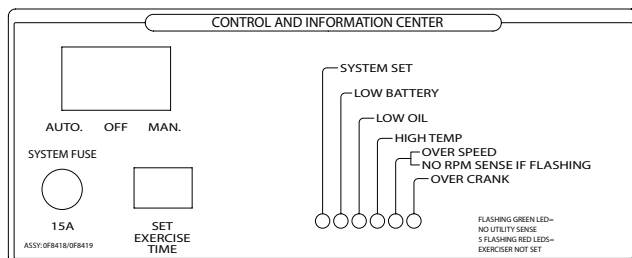 CONTROL AND INFORMATION CENTER
SYSTEM SET
LOW BATTERY
LOW OIL
HIGH TEMP
OVER SPEED
NO RPM SENSE IF FLASHING
OVER CRANK
AUTO. OFF MAN.
SYSTEM FUSE
15A
SET
EXERCISE
TIME
ASSY: 0F8418/0F8419
FLASHING GREEN LED=
NO UTILITY SENSE
5 FLASHING RED LEDS=
EXERCISER NOT SET